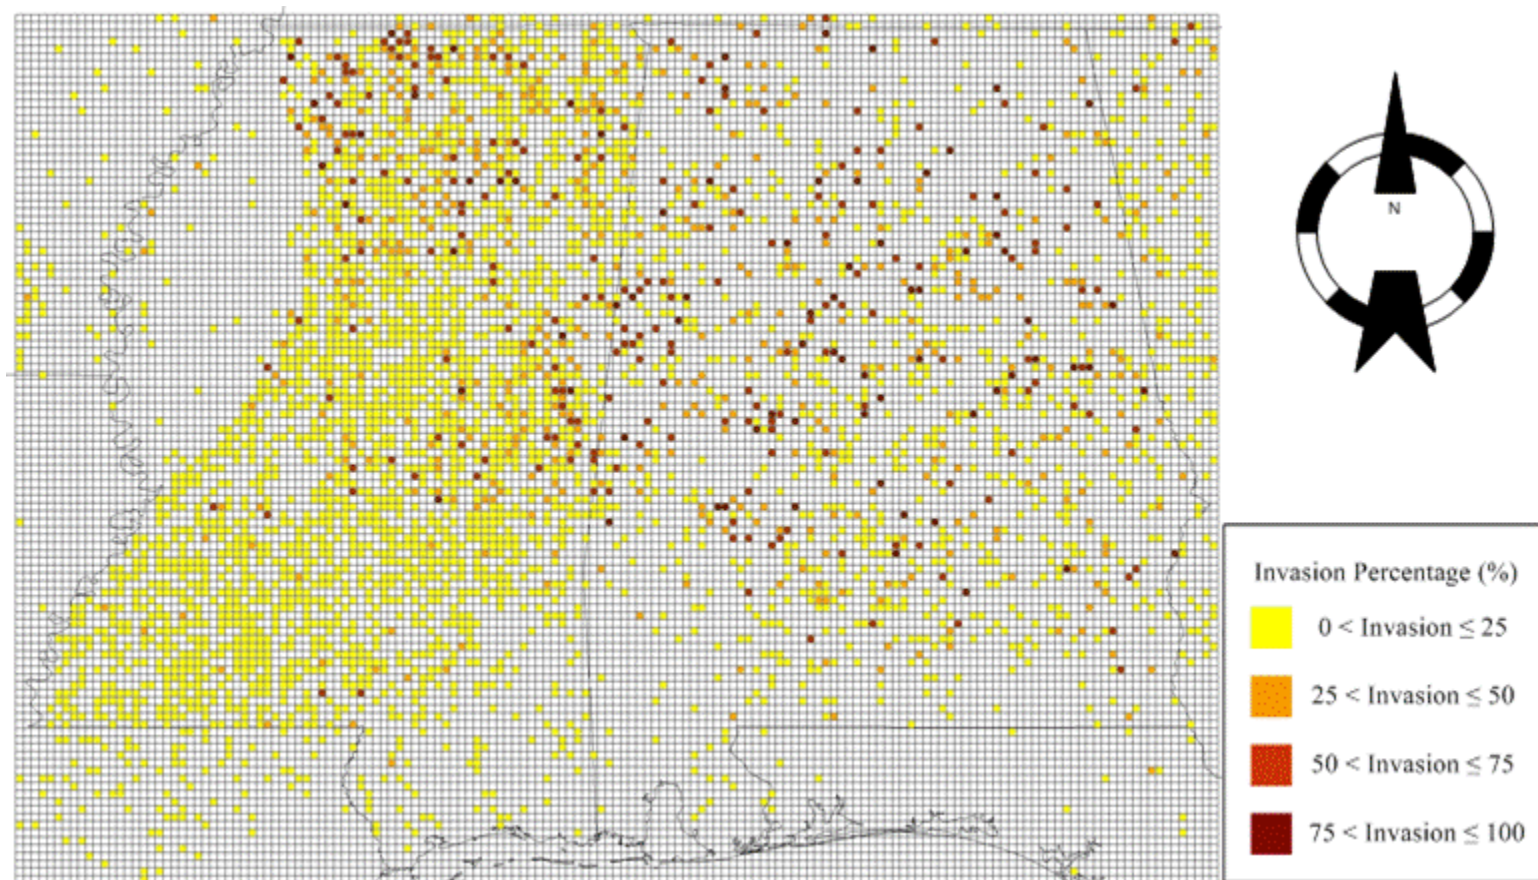 N
Invasion Percentage (%)
0 < Invasion ≤ 25
25 < Invasion ≤ 50
50 < Invasion ≤ 75
75 < Invasion ≤ 100